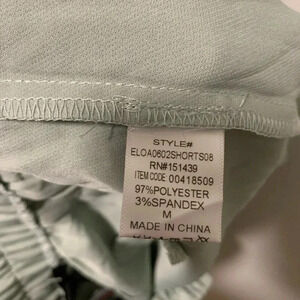 STYLE#
ELOA0602SHORTS08
RN#151439
ITEM CODE 00418509
97%POLYESTER
3%SPANDEX
M
MADE IN CHINA